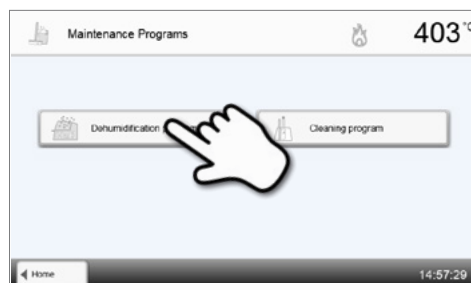 Maintenance Programs
403 °C
Dehumidification
Cleaning program
Home
14:57:29